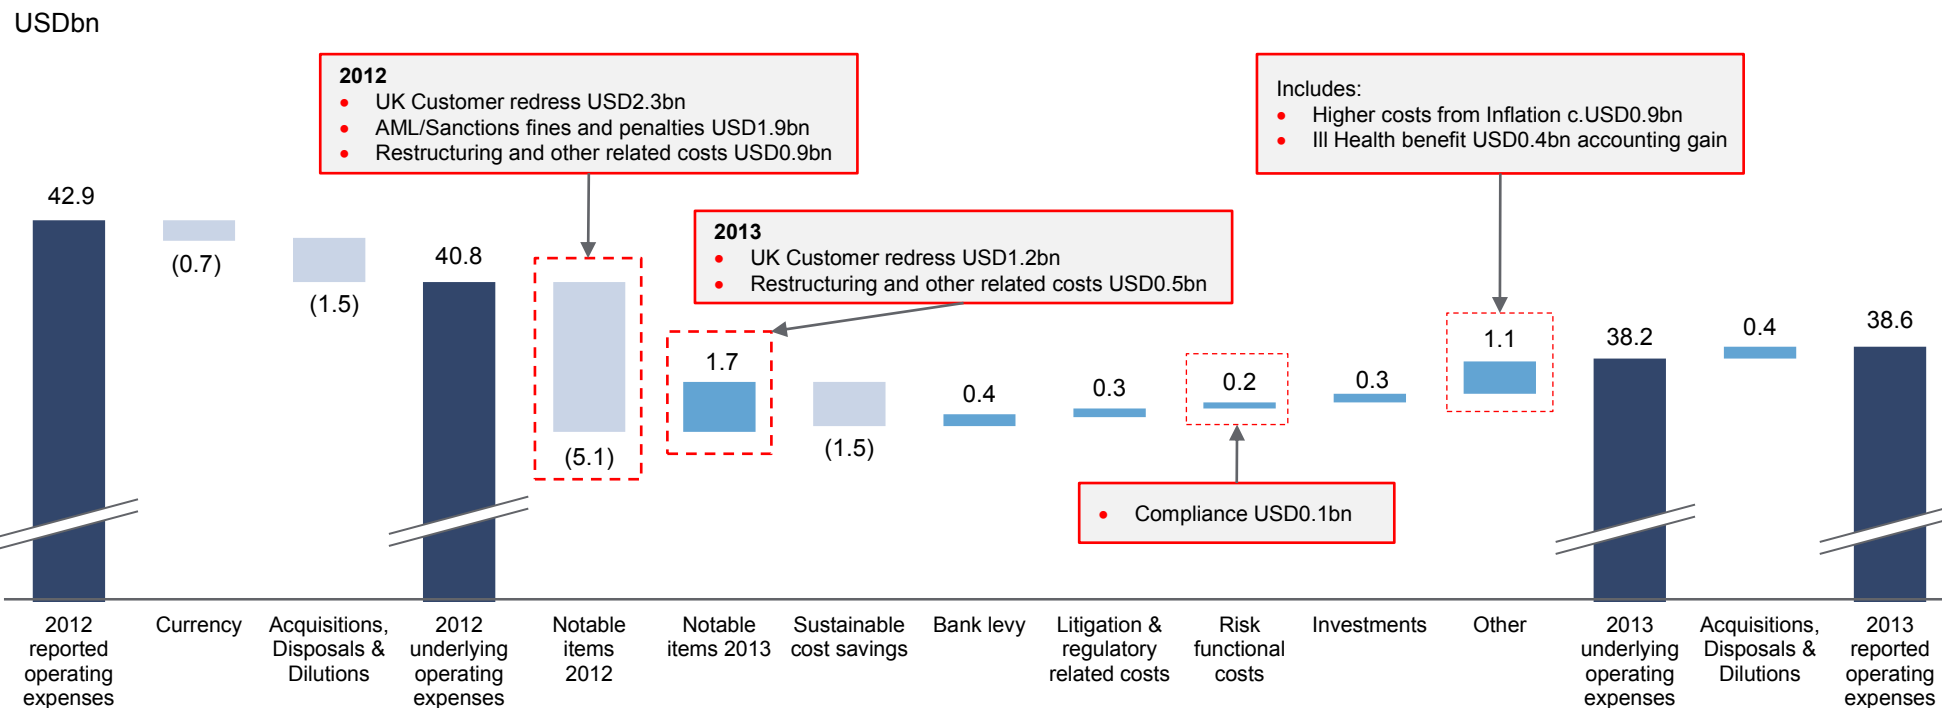 USDbn
2012
• UK Customer redress USD2.3bn
• AML/Sanctions fines and penalties USD1.9bn
• Restructuring and other related costs USD0.9bn
Includes:
• Higher costs from Inflation c.USD0.9bn
• Ill Health benefit USD0.4bn accounting gain
2013
• UK Customer redress USD1.2bn
• Restructuring and other related costs USD0.5bn
42.9
(0.7)
(1.5)
40.8
(5.1)
1.7
(1.5)
0.4
0.3
0.2
0.3
1.1
38.2
0.4
38.6
• Compliance USD0.1bn
2012
reported
operating
expenses
Currency
Acquisitions,
Disposals &
Dilutions
2012
underlying
operating
expenses
Notable
items
2012
Notable
items 2013
Sustainable
cost savings
Bank levy
Litigation &
regulatory
related costs
Risk
functional
costs
Investments
Other
2013
underlying
operating
expenses
Acquisitions,
Disposals &
Dilutions
2013
reported
operating
expenses